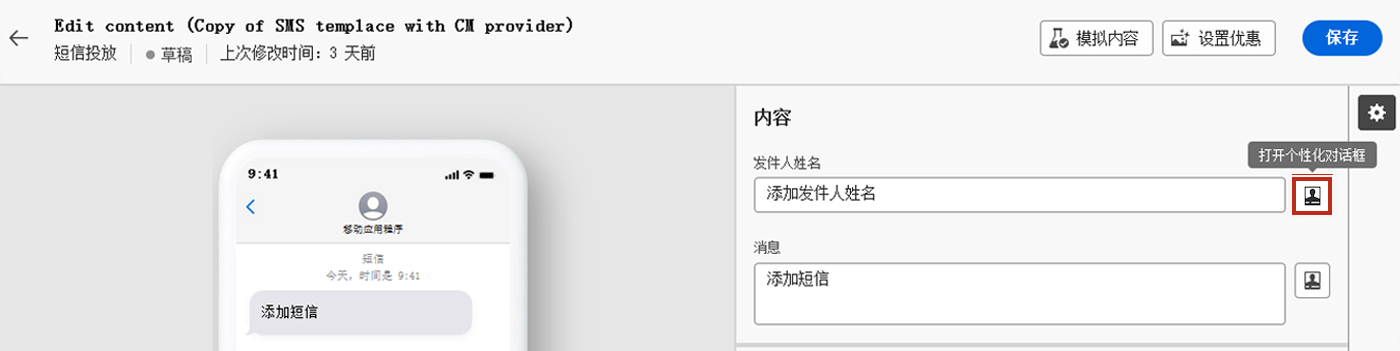 Edit content (Copy of SMS templace with CM provider)
短信投放 草稿 上次修改时间：3 天前
模拟内容
设置优惠
保存
9:41
移动应用程序
短信
今天，时间是 9:41
添加短信
内容
打开个性化对话框
发件人姓名
添加发件人姓名
消息
添加短信